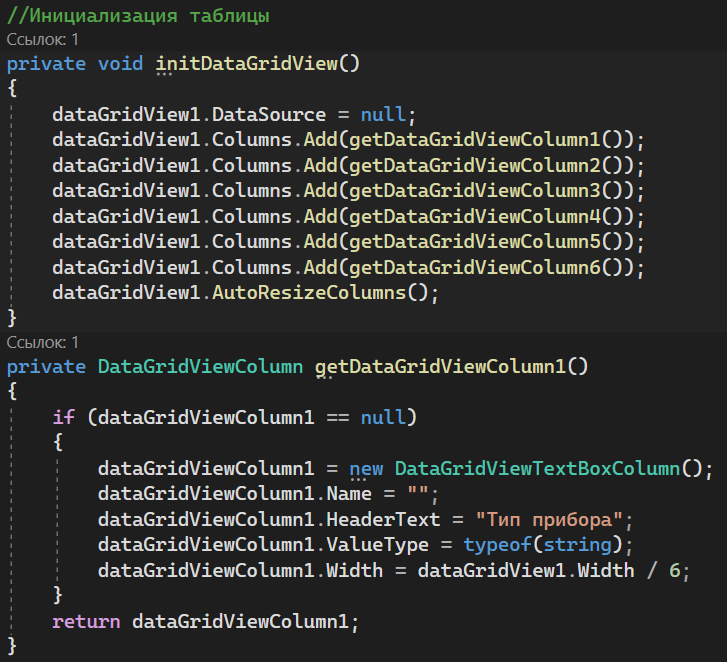 //Инициализация таблицы
Ссылок: 1
private void initDataGridView()
{
dataGridView1.DataSource = null;
dataGridView1.Columns.Add(getDataGridViewColumn1());
dataGridView1.Columns.Add(getDataGridViewColumn2());
dataGridView1.Columns.Add(getDataGridViewColumn3());
dataGridView1.Columns.Add(getDataGridViewColumn4());
dataGridView1.Columns.Add(getDataGridViewColumn5());
dataGridView1.Columns.Add(getDataGridViewColumn6());
dataGridView1.AutoResizeColumns();
}
Ссылок: 1
private DataGridViewColumn getDataGridViewColumn1()
{
if (dataGridViewColumn1 == null)
{
dataGridViewColumn1 = new DataGridViewTextBoxColumn();
dataGridViewColumn1.Name = "";
dataGridViewColumn1.HeaderText = "Тип прибора";
dataGridViewColumn1.ValueType = typeof(string);
dataGridViewColumn1.Width = dataGridView1.Width / 6;
}
return dataGridViewColumn1;
}